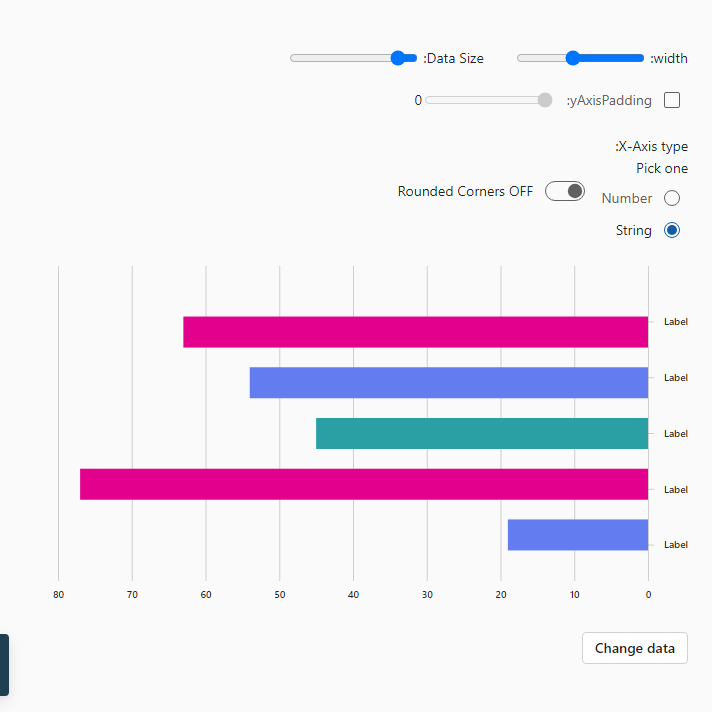 :width
:Data Size
:yAxisPadding
0
:X-Axis type
Pick one
Number
Rounded Corners OFF
String
Label
Label
Label
Label
Label
80 70 60 50 40 30 20 10 0
Change data